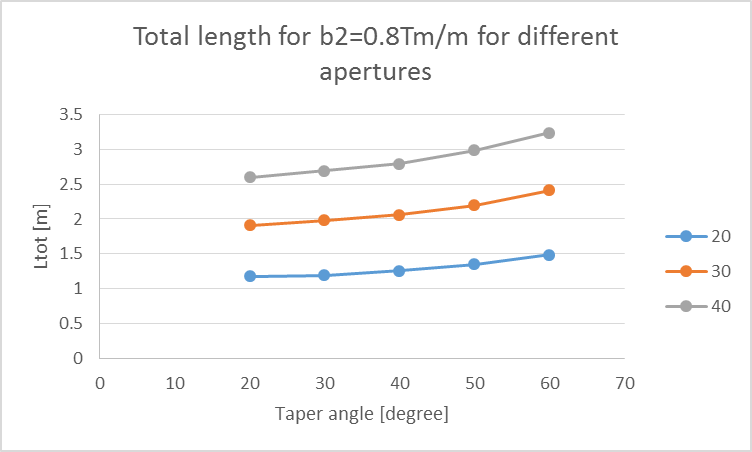 Total length for b2=0.8Tm/m for different
apertures
3.5
3
2.5
2
1.5
1
0.5
0
Ltot [m]
0 10 20 30 40 50 60 70
Taper angle [degree]
20
30
40